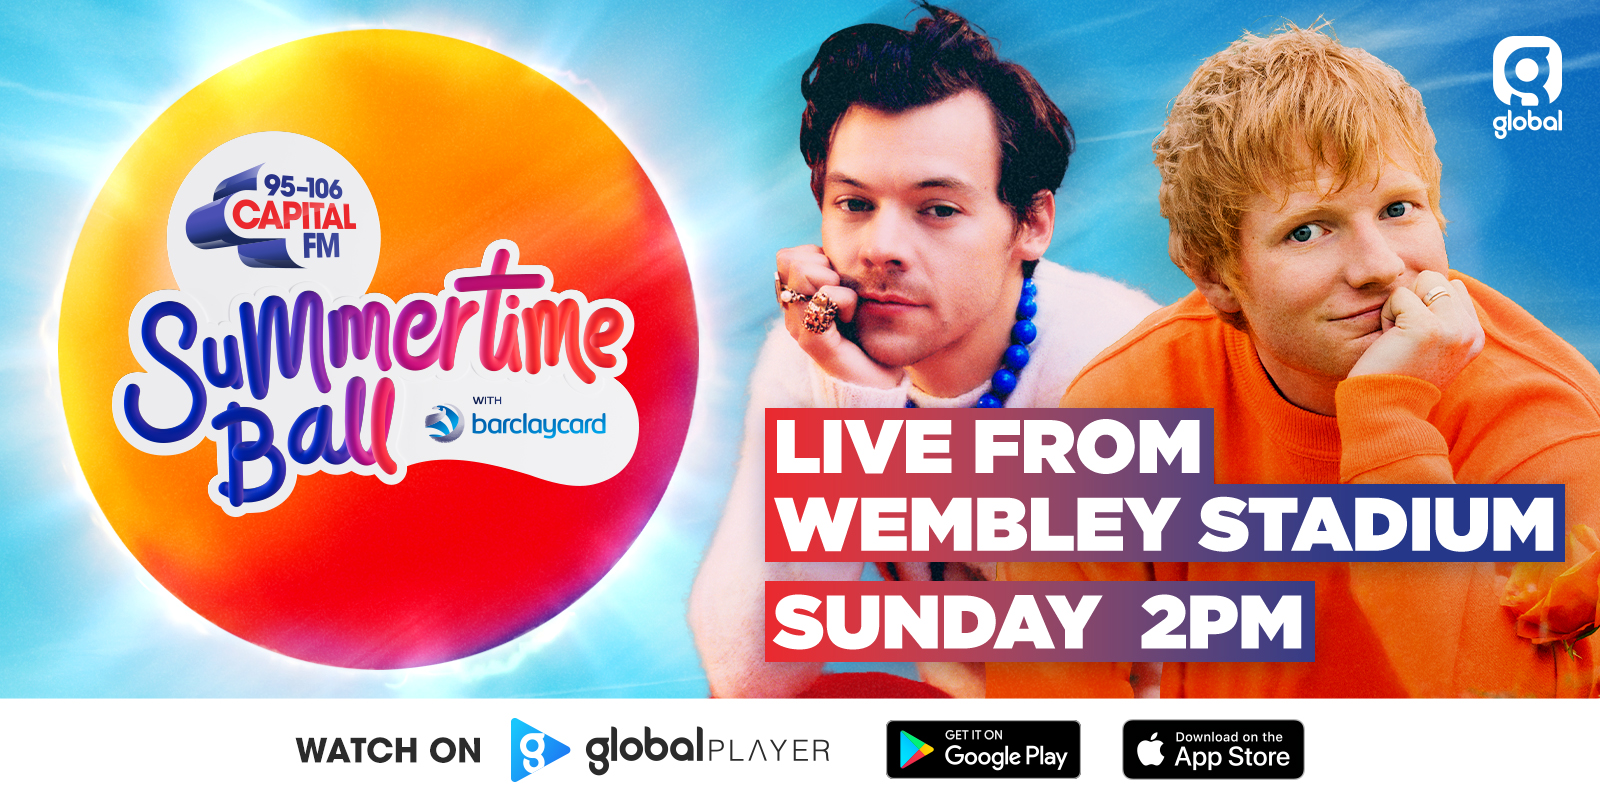 95-106
CAPITAL
FM
Summertime
Ball
WITH
barclaycard
global
LIVE FROM
WEMBLEY STADIUM
SUNDAY 2PM
WATCH ON
g
globalPLAYER
GET IT ON
Google Play
Download on the
App Store